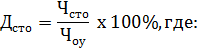 Дсто = Чсто / Чоу х 100%, где: